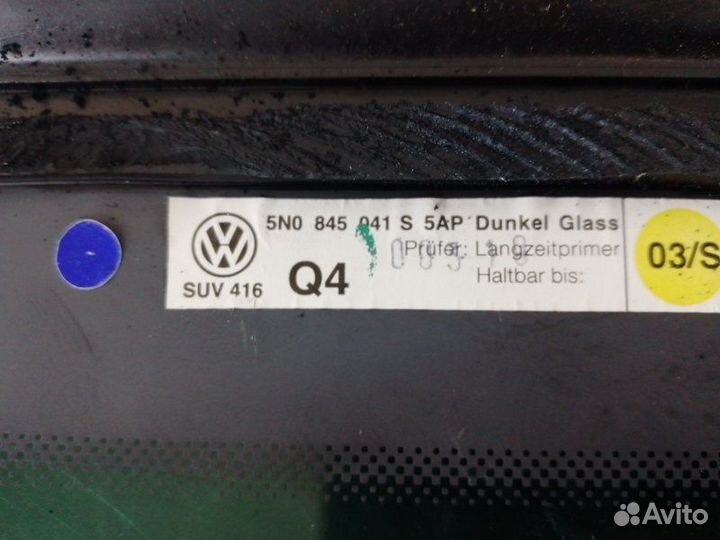 5N0 845 041 S 5AP Dunkel Glass
Prüfer: Langzeitprimer
Haltbar bis:
SUV 416
Q4
03/S
Avito